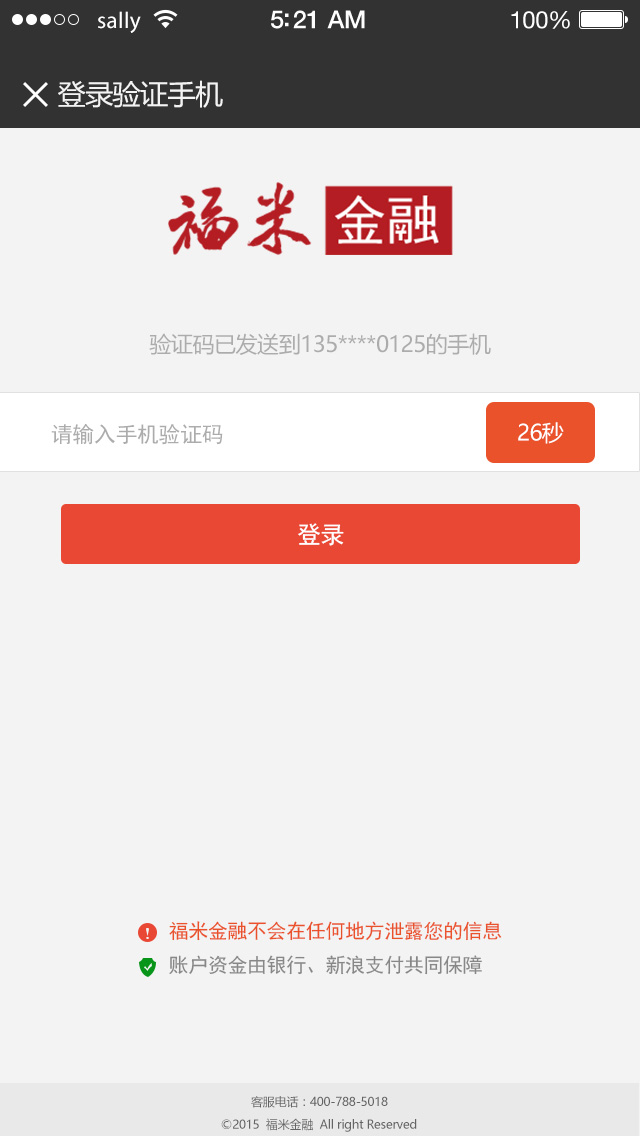 sally 5:21 AM 100%
登录验证手机
福米 金融
验证码已发送到135****0125的手机
请输入手机验证码 26秒
登录
福米金融不会在任何地方泄露您的信息
账户资金由银行、新浪支付共同保障
客服电话：400-788-5018
©2015 福米金融 All right Reserved